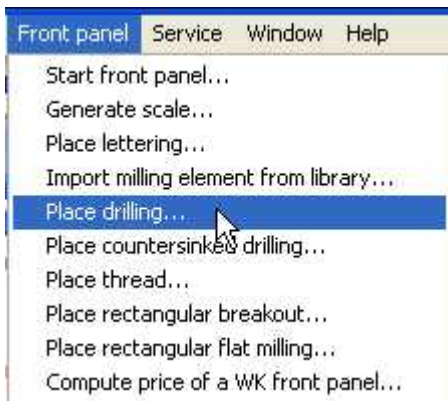 Front panel Service Window Help
Start front panel...
Generate scale...
Place lettering...
Import milling element from library...
Place drilling...
Place countersinked drilling...
Place thread...
Place rectangular breakout...
Place rectangular flat milling...
Compute price of a WK front panel...